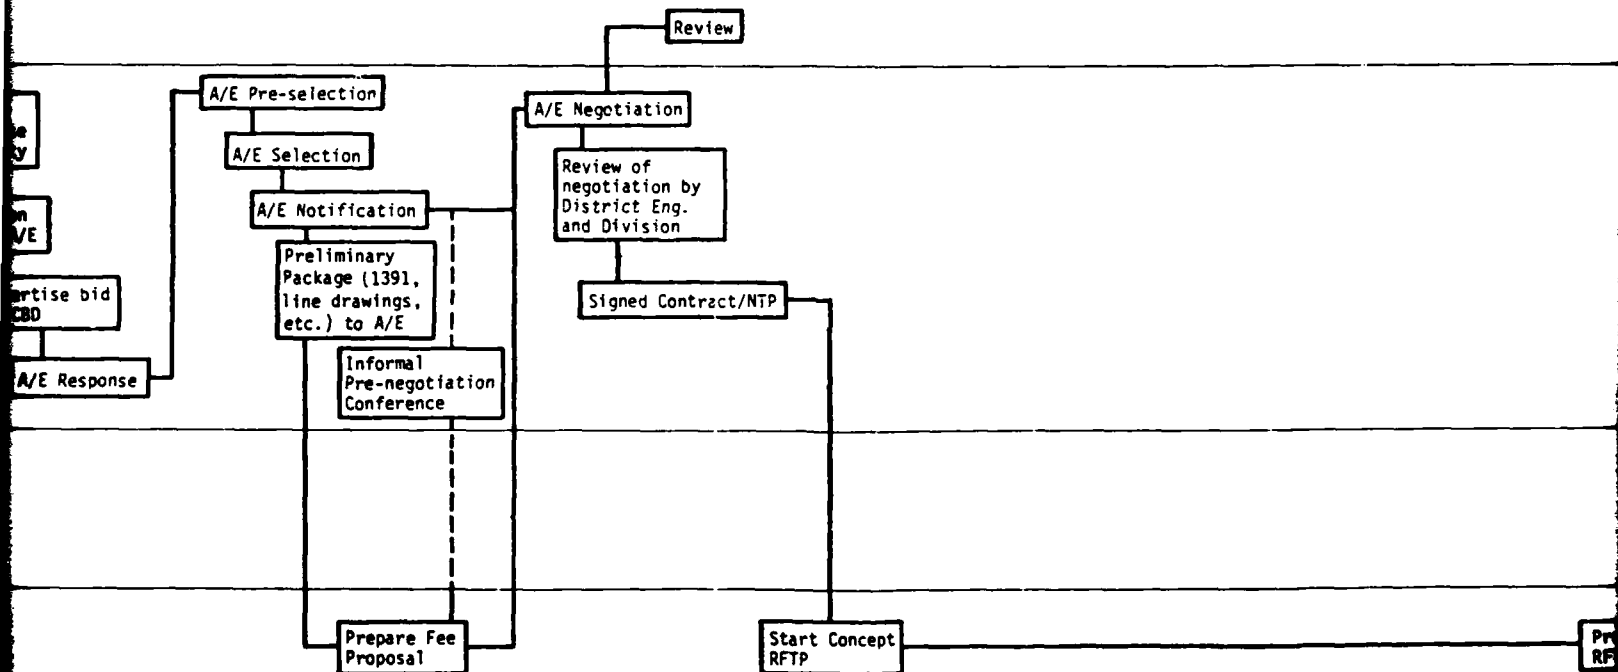 Review
A/E Pre-selection
A/E Selection
A/E Notification
Preliminary
Package (1391,
line drawings,
etc.) to A/E
Informal
Pre-negotiation
Conference
A/E
bid
CBD
A/E Response
A/E Negotiation
Review of
negotiation by
District Eng.
and Division
Signed Contract/NTP
Prepare Fee
Proposal
Start Concept
RFTP